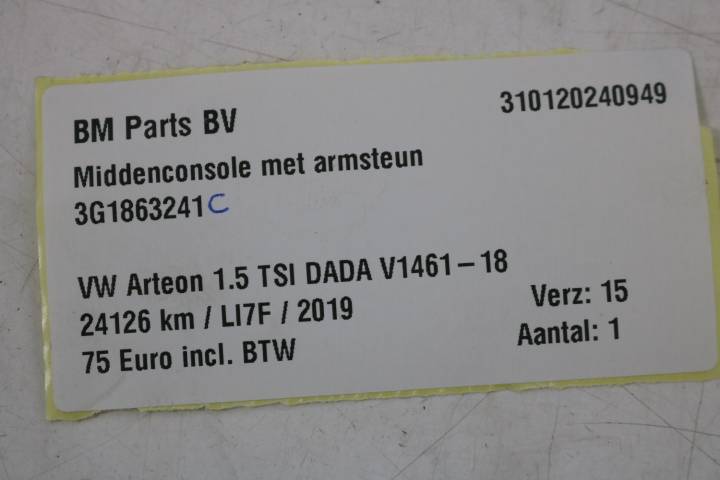 BM Parts BV
310120240949
Middenconsole met armsteun
3G1863241C
VW Arteon 1.5 TSI DADA V1461-18
24126 km / LI7F / 2019
Verz: 15
75 Euro incl. BTW
Aantal: 1